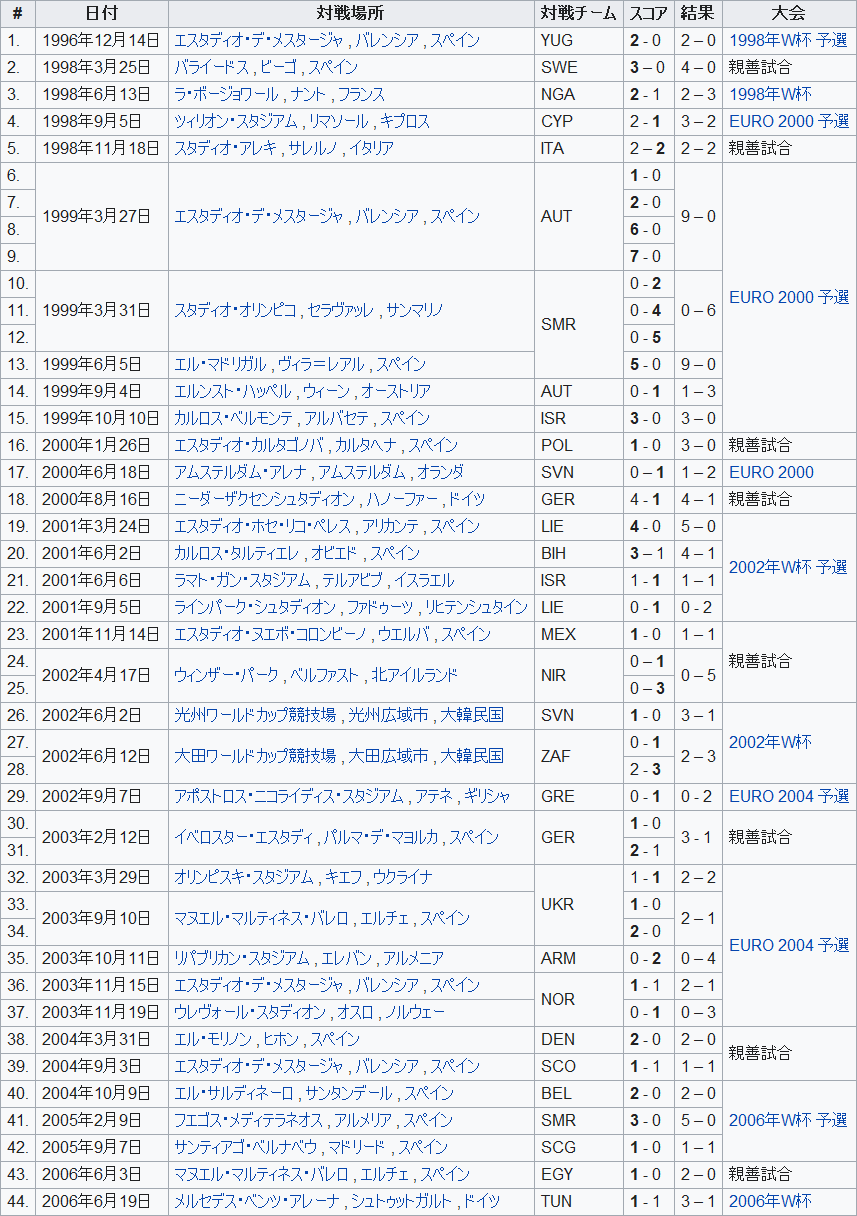 # 日付 対戦場所 対戦チーム スコア 結果 大会
1. 1996年12月14日 エスタディオ・デ・メスタージャ , バレンシア , スペイン YUG 2 - 0 2 – 0 1998年W杯 予選
2. 1998年3月25日 バライードス , ビーゴ , スペイン SWE 3 – 0 4 – 0 親善試合
3. 1998年6月13日 ラ・ボージョワール , ナント , フランス NGA 2 - 1 2 – 3 1998年W杯
4. 1998年9月5日 ツィリオン・スタジアム , リマソール , キプロス CYP 2 - 1 3 – 2 EURO 2000 予選
5. 1998年11月18日 スタディオ・アレキ , サレルノ , イタリア ITA 2 – 2 2 – 2 親善試合
6. 1 - 0
7. 2 - 0
1999年3月27日 エスタディオ・デ・メスタージャ , バレンシア , スペイン AUT 9 – 0
8. 6 - 0
9. 7 - 0
10. 0 - 2
EURO 2000 予選
11. 1999年3月31日 スタディオ・オリンピコ , セラヴァッレ , サンマリノ 0 - 4 0 – 6
SMR
12. 0 - 5
13. 1999年6月5日 エル・マドリガル , ヴィラ＝レアル , スペイン 5 - 0 9 – 0
14. 1999年9月4日 エルンスト・ハッペル , ウィーン , オーストリア AUT 0 - 1 1 – 3
15. 1999年10月10日 カルロス・ベルモンテ , アルバセテ , スペイン ISR 3 - 0 3 – 0
16. 2000年1月26日 エスタディオ・カルタゴノバ , カルタヘナ , スペイン POL 1 - 0 3 – 0 親善試合
17. 2000年6月18日 アムステルダム・アレナ , アムステルダム , オランダ SVN 0 – 1 1 – 2 EURO 2000
18. 2000年8月16日 ニーダーザクセンシュタディオン , ハノーファー , ドイツ GER 4 - 1 4 – 1 親善試合
19. 2001年3月24日 エスタディオ・ホセ・リコ・ペレス , アリカンテ , スペイン LIE 4 - 0 5 – 0
20. 2001年6月2日 カルロス・タルティエレ , オビエド , スペイン BIH 3 – 1 4 – 1
2002年W杯 予選
21. 2001年6月6日 ラマト・ガン・スタジアム , テルアビブ , イスラエル ISR 1 - 1 1 – 1
22. 2001年9月5日 ラインパーク・シュタディオン , ファドゥーツ , リヒテンシュタイン LIE 0 - 1 0 - 2
23. 2001年11月14日 エスタディオ・ヌエボ・コロンビーノ , ウエルバ , スペイン MEX 1 - 0 1 – 1
24. 0 – 1
親善試合
2002年4月17日 ウィンザー・パーク , ベルファスト , 北アイルランド NIR 0 – 5
25. 0 – 3
26. 2002年6月2日 光州ワールドカップ競技場 , 光州広域市 , 大韓民国 SVN 1 - 0 3 – 1
27. 0 - 1
2002年W杯
2002年6月12日 大田ワールドカップ競技場 , 大田広域市 , 大韓民国 ZAF 2 – 3
28. 2 - 3
29. 2002年9月7日 アポストロス・ニコライディス・スタジアム , アテネ , ギリシャ GRE 0 - 1 0 - 2 EURO 2004 予選
30. 1 - 0
2003年2月12日 イベロスター・エスタディ , パルマ・デ・マヨルカ , スペイン GER 3 - 1 親善試合
31. 2 - 1
32. 2003年3月29日 オリンピスキ・スタジアム , キエフ , ウクライナ 1 - 1 2 – 2
33. UKR 1 - 0
2003年9月10日 マヌエル・マルティネス・バレロ , エルチェ , スペイン 2 – 1
34. 2 - 0
EURO 2004 予選
35. 2003年10月11日 リパブリカン・スタジアム , エレバン , アルメニア ARM 0 - 2 0 – 4
36. 2003年11月15日 エスタディオ・デ・メスタージャ , バレンシア , スペイン 1 - 1 2 – 1
NOR
37. 2003年11月19日 ウレヴォール・スタディオン , オスロ , ノルウェー 0 - 1 0 – 3
38. 2004年3月31日 エル・モリノン , ヒホン , スペイン DEN 2 - 0 2 – 0
親善試合
39. 2004年9月3日 エスタディオ・デ・メスタージャ , バレンシア , スペイン SCO 1 - 1 1 – 1
40. 2004年10月9日 エル・サルディネーロ , サンタンデール , スペイン BEL 2 - 0 2 – 0
41. 2005年2月9日 フエゴス・メディテラネオス , アルメリア , スペイン SMR 3 - 0 5 – 0 2006年W杯 予選
42. 2005年9月7日 サンティアゴ・ベルナベウ , マドリード , スペイン SCG 1 - 0 1 – 1
43. 2006年6月3日 マヌエル・マルティネス・バレロ , エルチェ , スペイン EGY 1 - 0 2 – 0 親善試合
44. 2006年6月19日 メルセデス・ベンツ・アレーナ , シュトゥットガルト , ドイツ TUN 1 - 1 3 – 1 2006年W杯